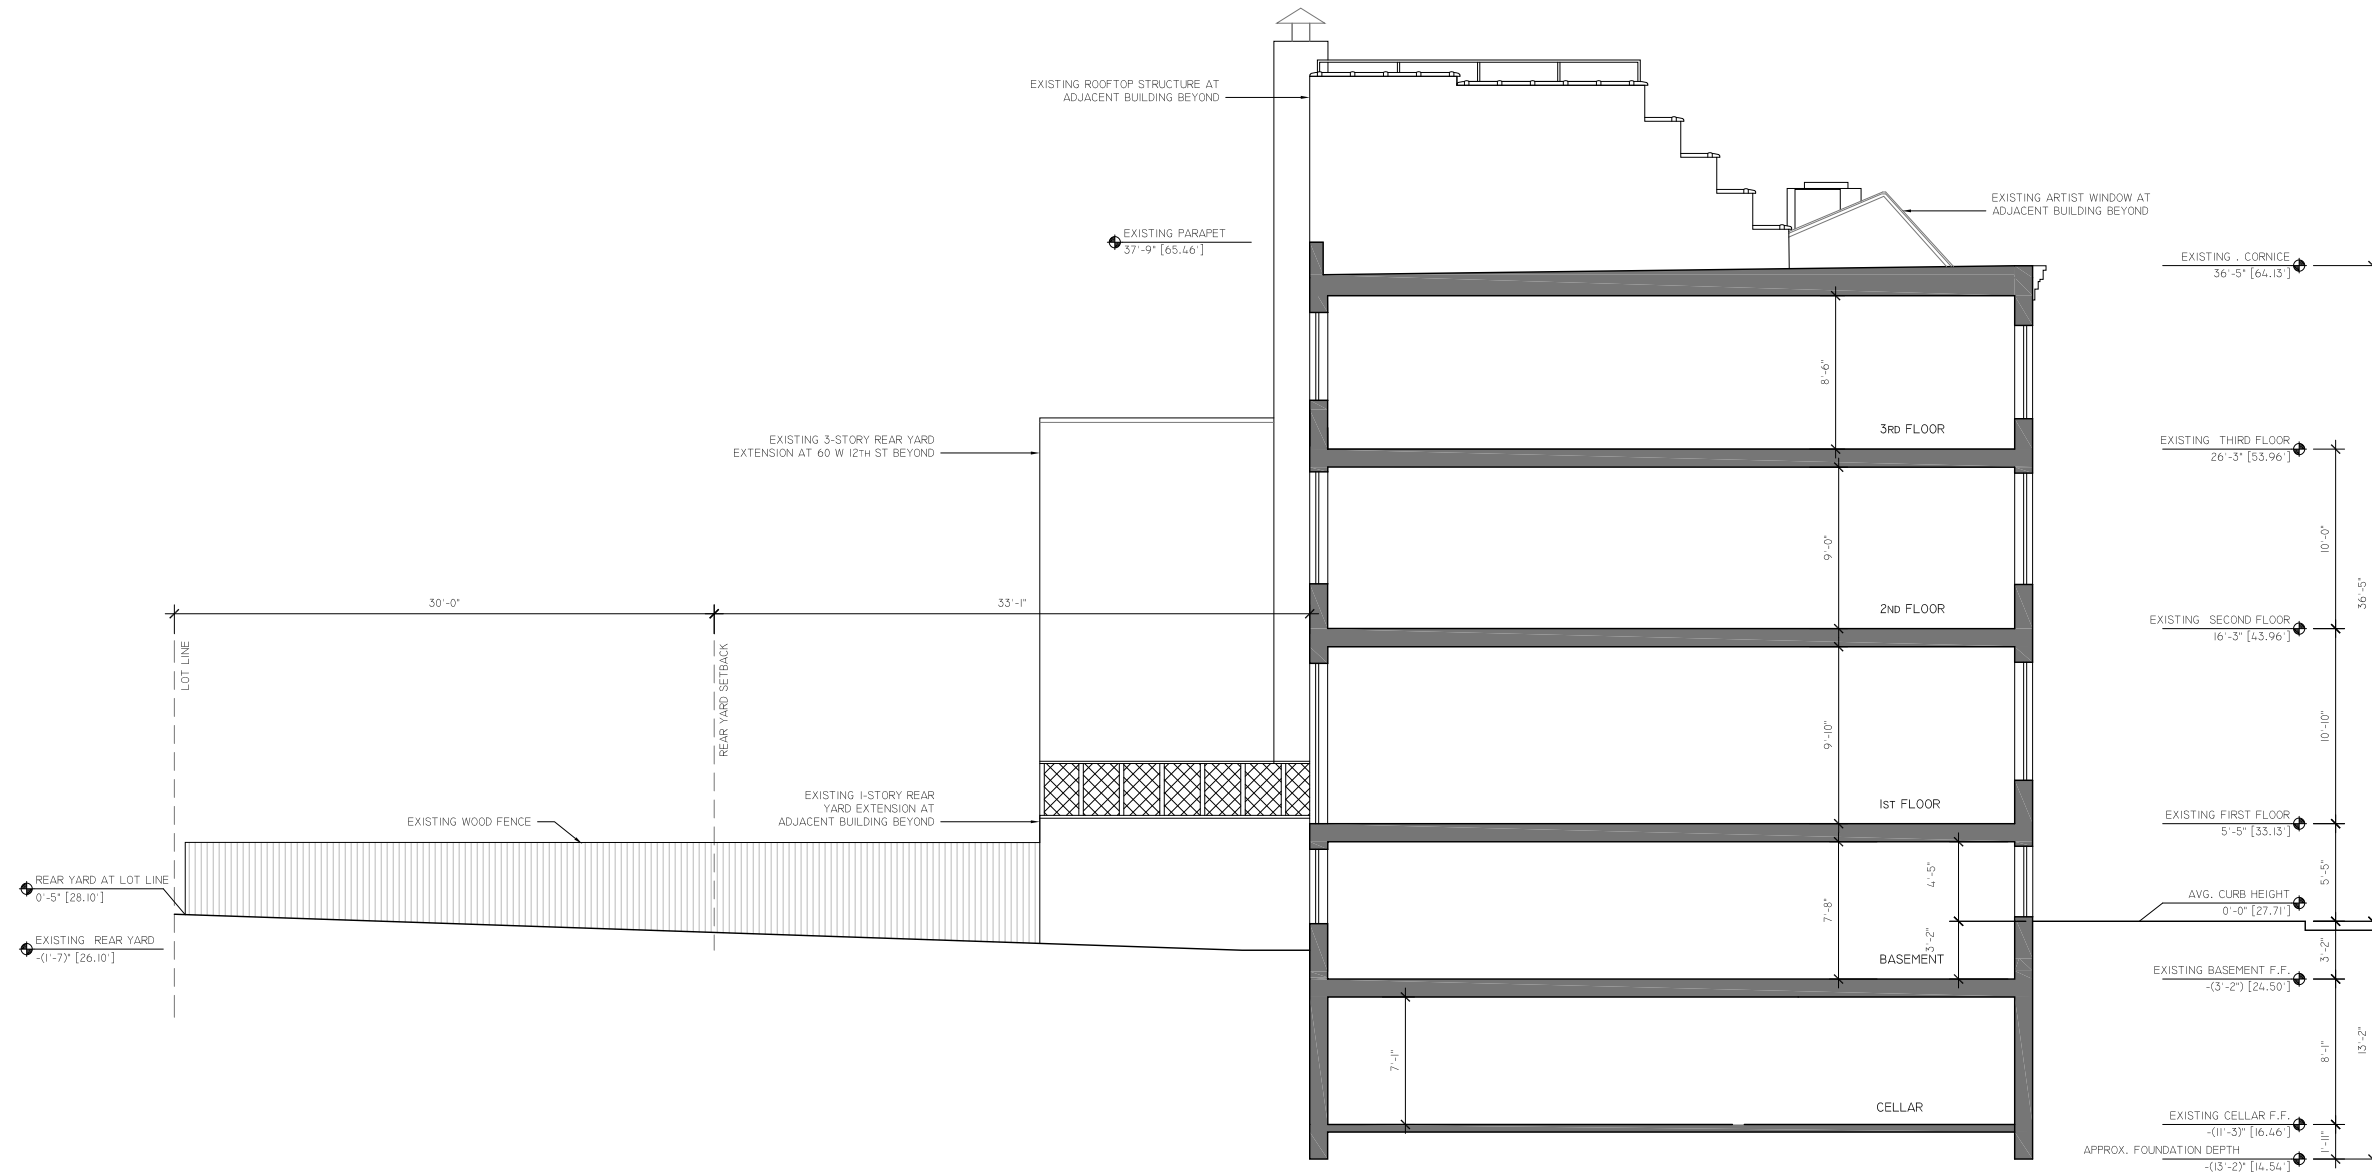 EXISTING ROOFTOP STRUCTURE AT
ADJACENT BUILDING BEYOND
EXISTING ARTIST WINDOW AT
ADJACENT BUILDING BEYOND
EXISTING PARAPET
37'-9" [65.46']
EXISTING . CORNICE
36'-5" [64.13']
8'-6"
3RD FLOOR
EXISTING 3-STORY REAR YARD
EXTENSION AT 60 W 12TH ST BEYOND
EXISTING THIRD FLOOR
26'-3" [53.96']
9'-0"
10'-0"
36'-5"
30'-0"
33'-1"
2ND FLOOR
EXISTING SECOND FLOOR
16'-3" [43.96']
LOT LINE
REAR YARD SETBACK
9'-10"
10'-10"
EXISTING 1-STORY REAR
YARD EXTENSION AT
ADJACENT BUILDING BEYOND
1ST FLOOR
EXISTING WOOD FENCE
EXISTING FIRST FLOOR
5'-5" [33.13']
4'-5"
5'-5"
REAR YARD AT LOT LINE
0'-5" [28.10']
7'-8"
AVG. CURB HEIGHT
0'-0" [27.71']
EXISTING REAR YARD
-(1'-7)" [26.10']
3'-2"
3'-2"
BASEMENT
EXISTING BASEMENT F.F.
-(3'-2") [24.50']
7'-1"
8'-1"
13'-2"
CELLAR
EXISTING CELLAR F.F.
-(11'-3)" [16.46']
1'-11"
APPROX. FOUNDATION DEPTH
-(13'-2)" [14.54']